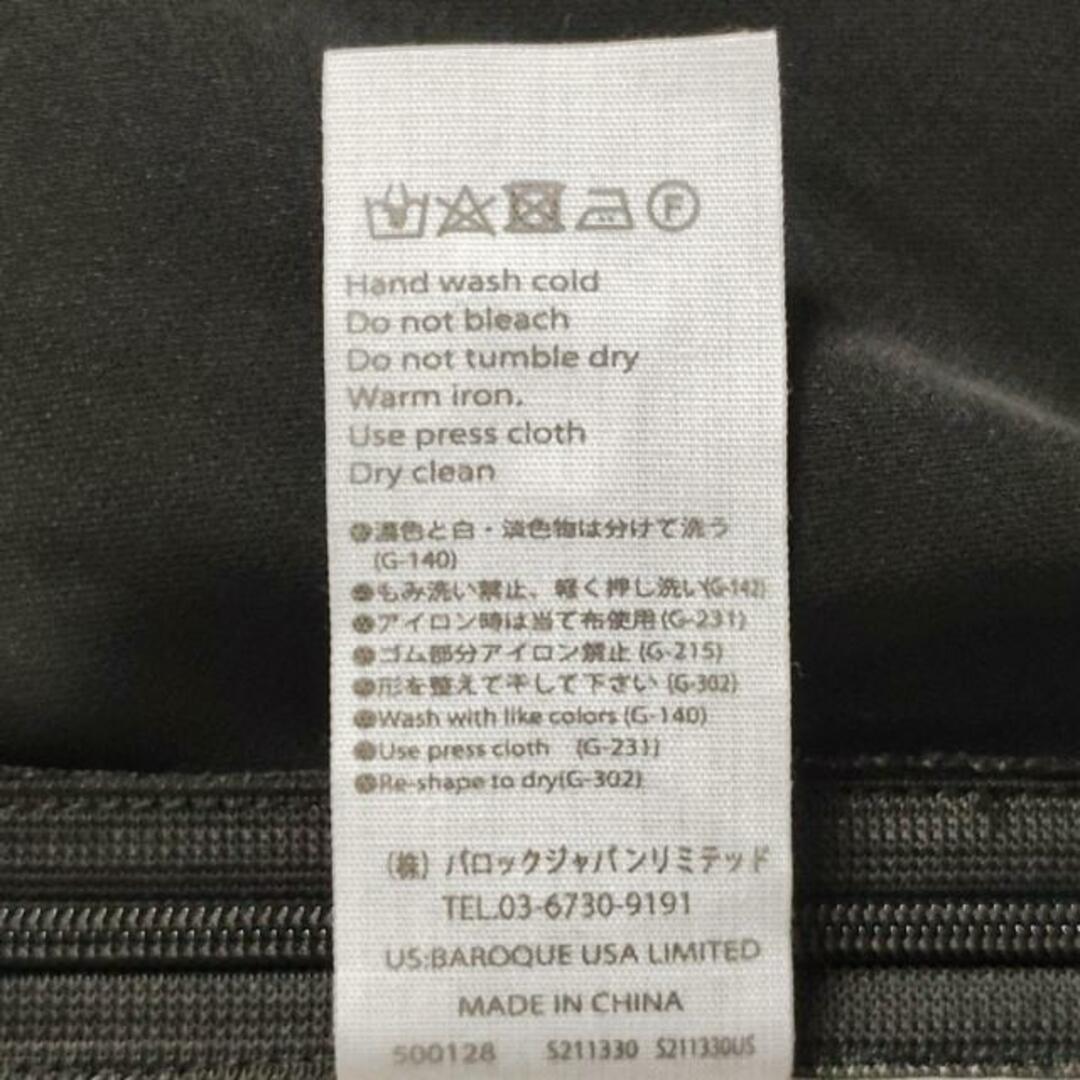 F
Hand wash cold
Do not bleach
Do not tumble dry
Warm iron.
Use press cloth
Dry clean
●濃色と白・淡色物は分けて洗う
(G-140)
●もみ洗い禁止、軽く押し洗い(G-142)
●アイロン時は当て布使用(G-231)
●ゴム部分アイロン禁止(G-215)
●形を整えて干して下さい(G-302)
●Wash with like colors (G-140)
●Use press cloth (G-231)
●Re-shape to dry(G-302)
(株)バロックジャパンリミテッド
TEL.03-6730-9191
US:BAROQUE USA LIMITED
MADE IN CHINA
500128 S211330 S211330US